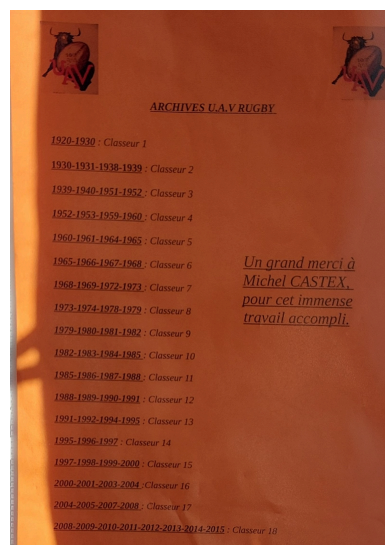 UAV
UAV
ARCHIVES U.A.V RUGBY
1920-1930 : Classeur 1
1930-1931-1938-1939 : Classeur 2
1939-1940-1951-1952 : Classeur 3
1952-1953-1959-1960 : Classeur 4
1960-1961-1964-1965 : Classeur 5
1965-1966-1967-1968 : Classeur 6
1968-1969-1972-1973 : Classeur 7
1973-1974-1978-1979 : Classeur 8
1979-1980-1981-1982 : Classeur 9
1982-1983-1984-1985 : Classeur 10
1985-1986-1987-1988 : Classeur 11
1988-1989-1990-1991 : Classeur 12
1991-1992-1994-1995 : Classeur 13
1995-1996-1997 : Classeur 14
1997-1998-1999-2000 : Classeur 15
2000-2001-2003-2004 :Classeur 16
2004-2005-2007-2008 : Classeur 17
2008-2009-2010-2011-2012-2013-2014-2015 : Classeur 18
Un grand merci à
Michel CASTEX,
pour cet immense
travail accompli.